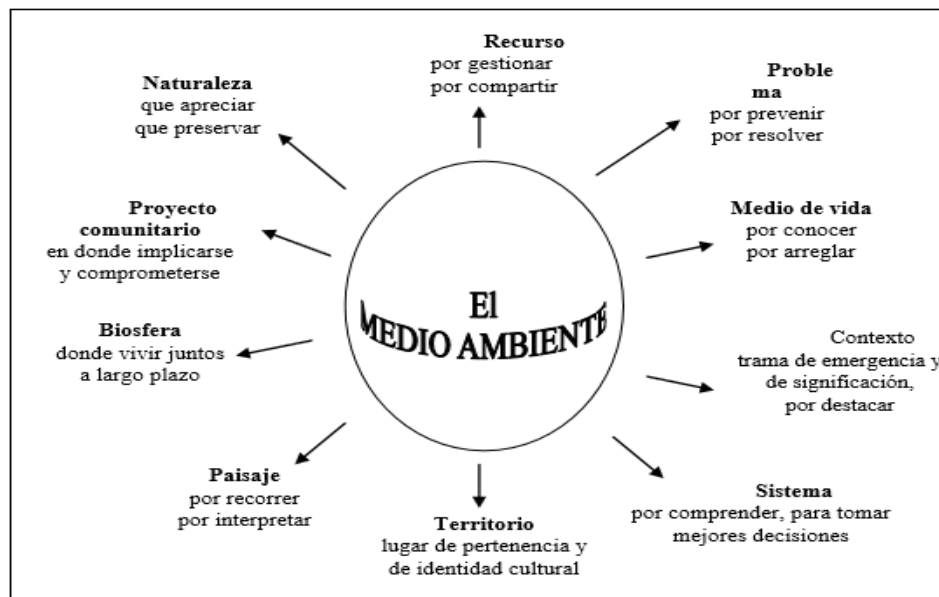 Recurso
por gestionar
por compartir
Proble
ma
por prevenir
por resolver
Medio de vida
por conocer
por arreglar
Contexto
trama de emergencia y
de significación,
por destacar
Sistema
por comprender, para tomar
mejores decisiones
Territorio
lugar de pertenencia y
de identidad cultural
Paisaje
por recorrer
por interpretar
Biosfera
donde vivir juntos
a largo plazo
Proyecto
comunitario
en donde implicarse
y comprometerse
Naturaleza
que apreciar
que preservar
El
MEDIO AMBIENTE